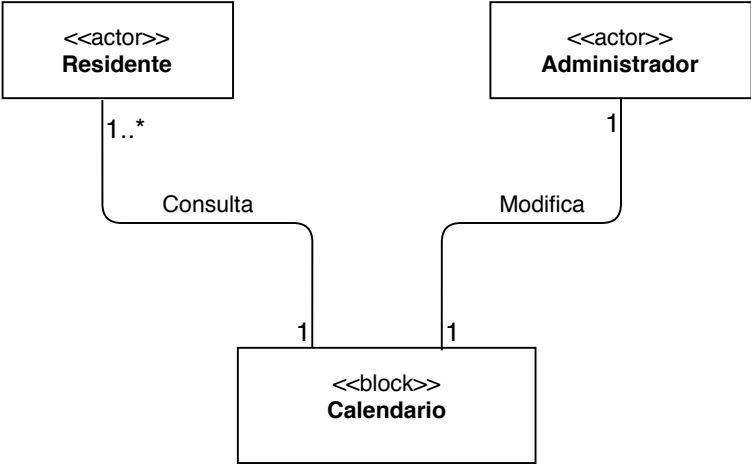 <<actor>>
Residente
<<actor>>
Administrador
1..*
1
Consulta
Modifica
1
1
<<block>>
Calendario